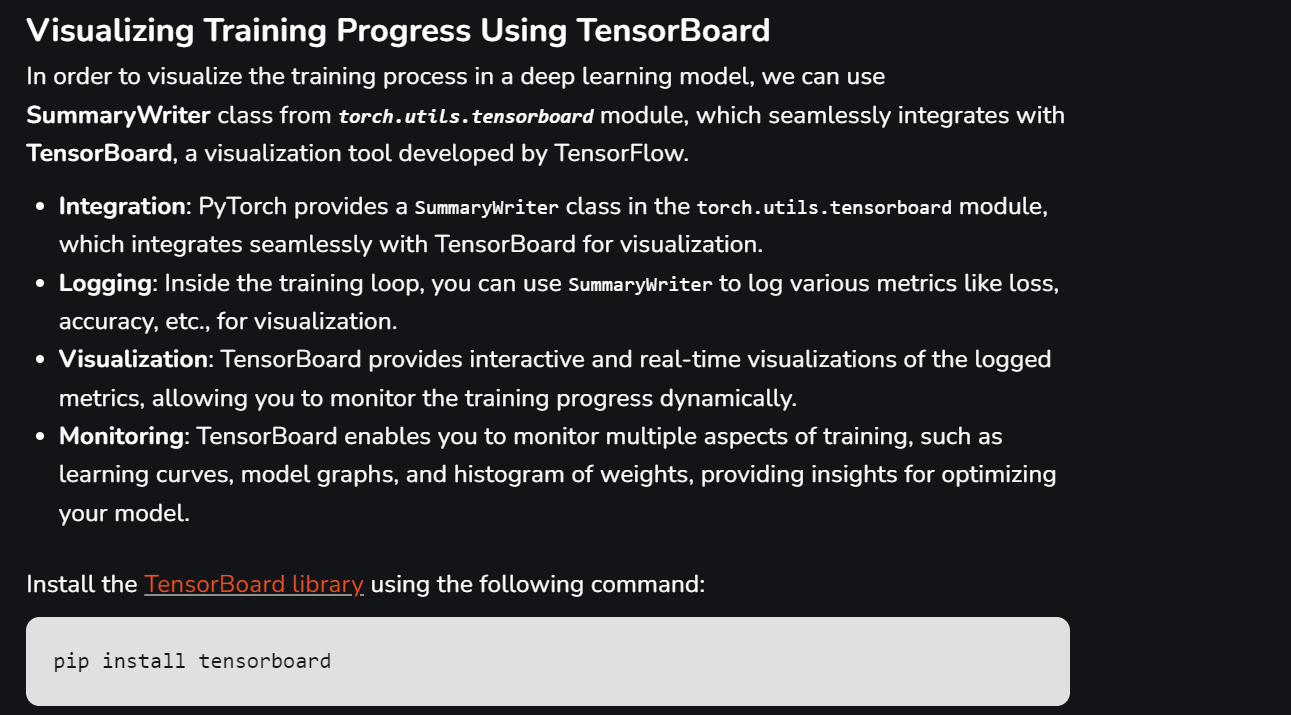 Visualizing Training Progress Using TensorBoard
In order to visualize the training process in a deep learning model, we can use
SummaryWriter class from torch.utils.tensorboard module, which seamlessly integrates with
TensorBoard, a visualization tool developed by TensorFlow.
• Integration: PyTorch provides a SummaryWriter class in the torch.utils.tensorboard module,
which integrates seamlessly with TensorBoard for visualization.
• Logging: Inside the training loop, you can use SummaryWriter to log various metrics like loss,
accuracy, etc., for visualization.
• Visualization: TensorBoard provides interactive and real-time visualizations of the logged
metrics, allowing you to monitor the training progress dynamically.
• Monitoring: TensorBoard enables you to monitor multiple aspects of training, such as
learning curves, model graphs, and histogram of weights, providing insights for optimizing
your model.
Install the TensorBoard library using the following command:
pip install tensorboard